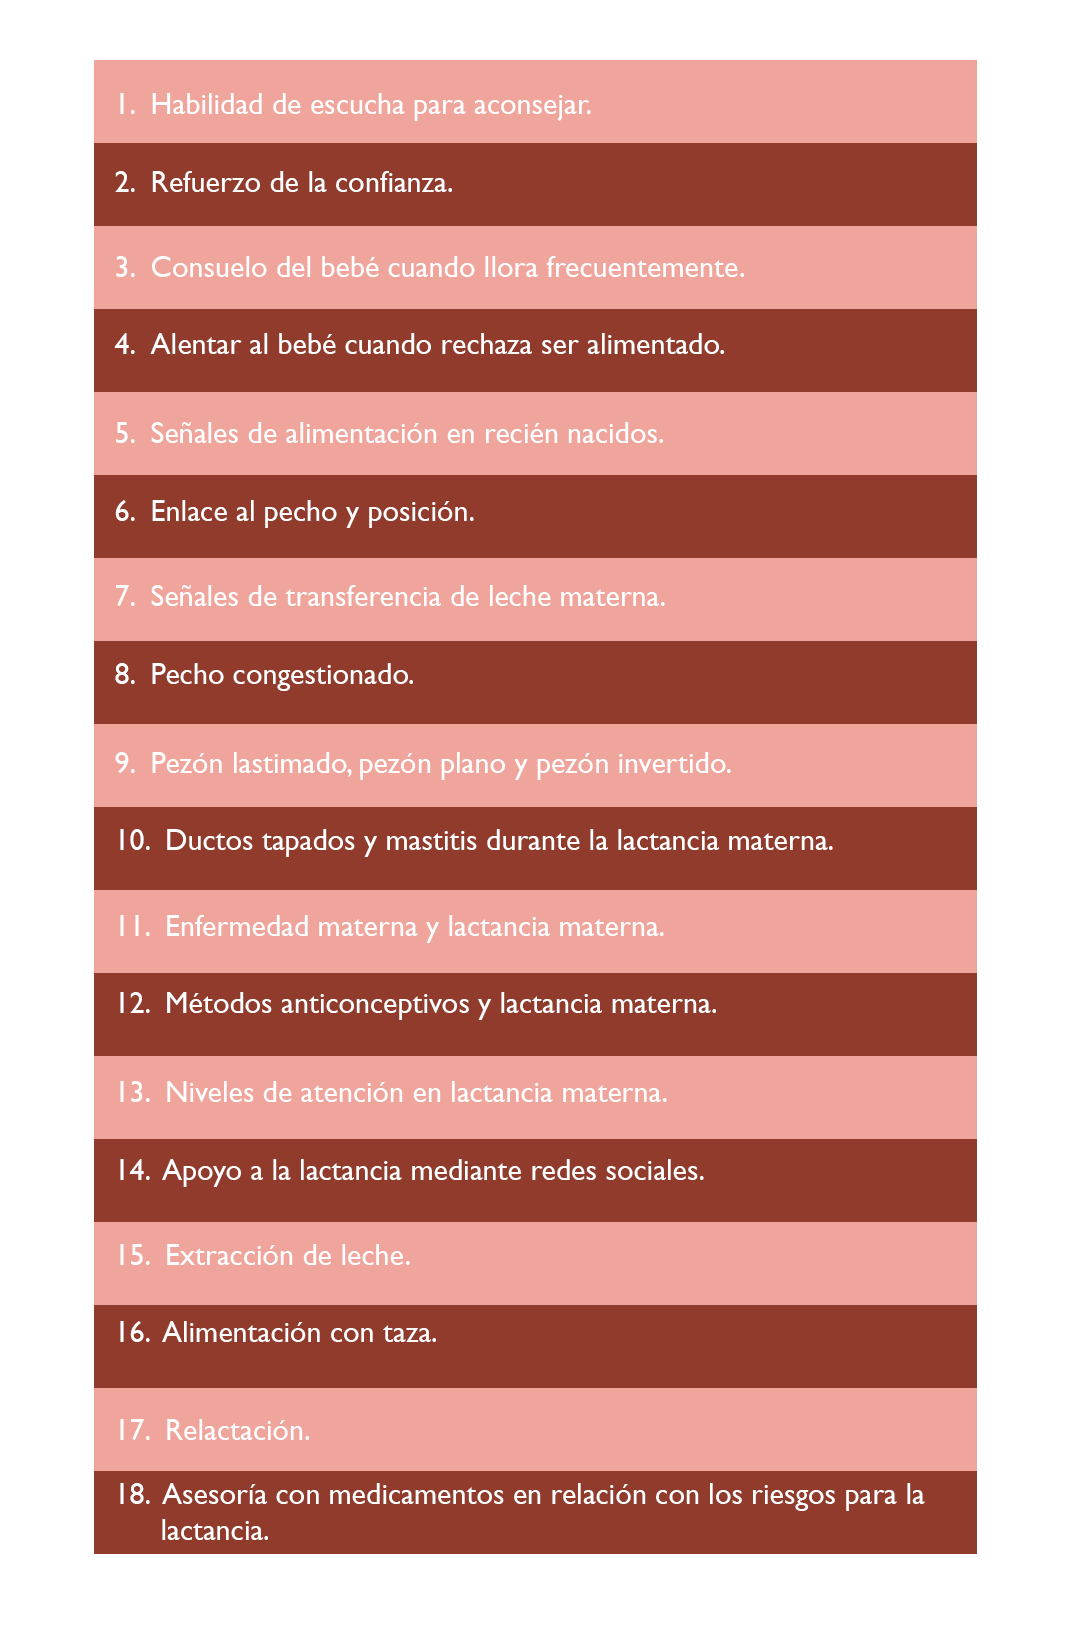 1. Habilidad de escucha para aconsejar.
2. Refuerzo de la confianza.
3. Consuelo del bebé cuando llora frecuentemente.
4. Alentar al bebé cuando rechaza ser alimentado.
5. Señales de alimentación en recién nacidos.
6. Enlace al pecho y posición.
7. Señales de transferencia de leche materna.
8. Pecho congestionado.
9. Pezón lastimado, pezón plano y pezón invertido.
10. Ductos tapados y mastitis durante la lactancia materna.
11. Enfermedad materna y lactancia materna.
12. Métodos anticonceptivos y lactancia materna.
13. Niveles de atención en lactancia materna.
14. Apoyo a la lactancia mediante redes sociales.
15. Extracción de leche.
16. Alimentación con taza.
17. Relactación.
18. Asesoría con medicamentos en relación con los riesgos para la
lactancia.